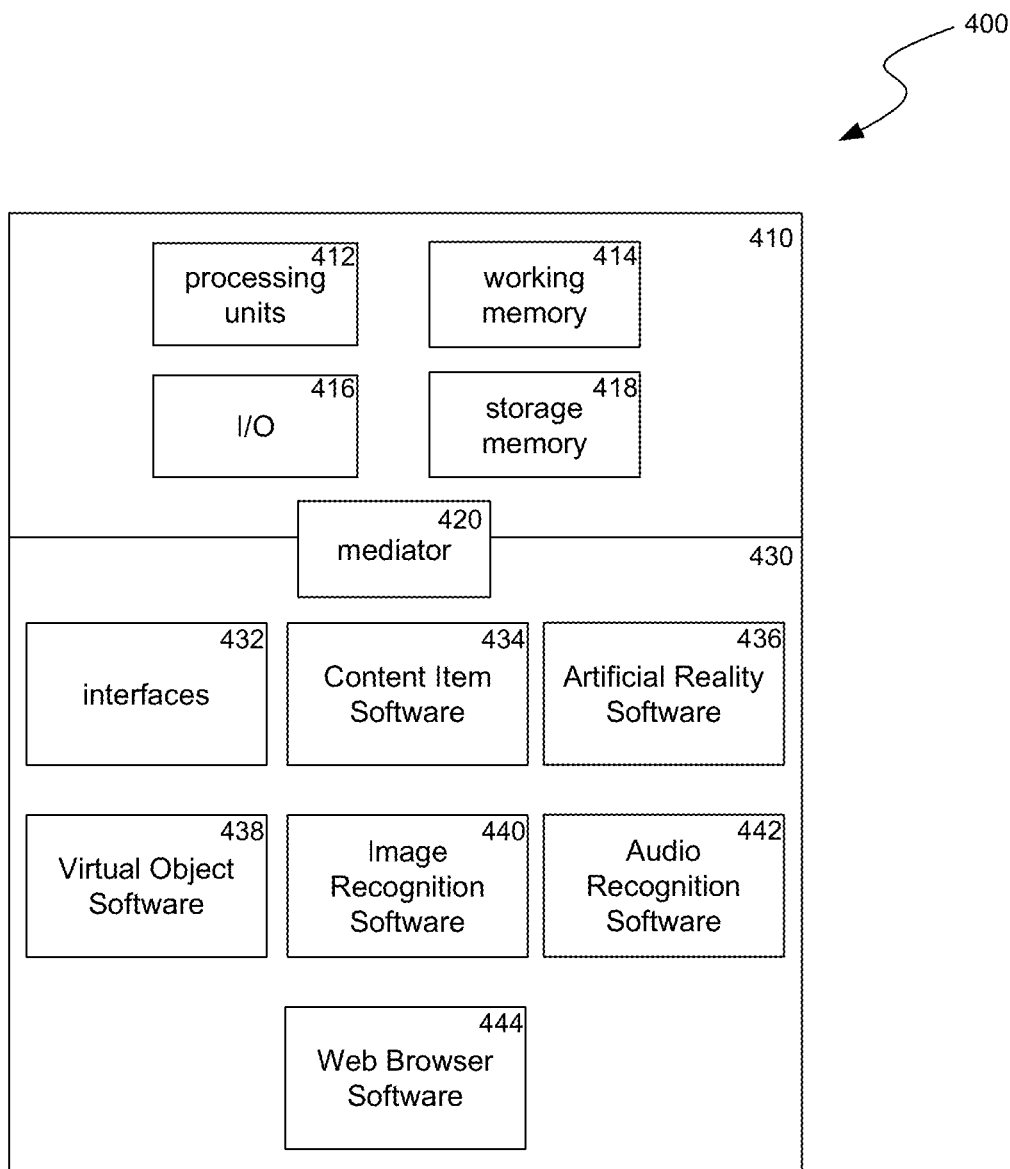 400
410
412
processing
units
414
working
memory
416
I/O
418
storage
memory
420
mediator
430
432
interfaces
434
Content Item
Software
436
Artificial Reality
Software
438
Virtual Object
Software
440
Image
Recognition
Software
442
Audio
Recognition
Software
444
Web Browser
Software